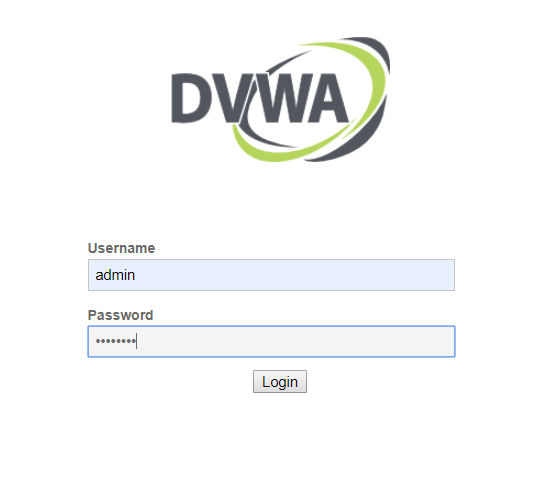 DVWA
Username
admin
Password
••••••••
Login